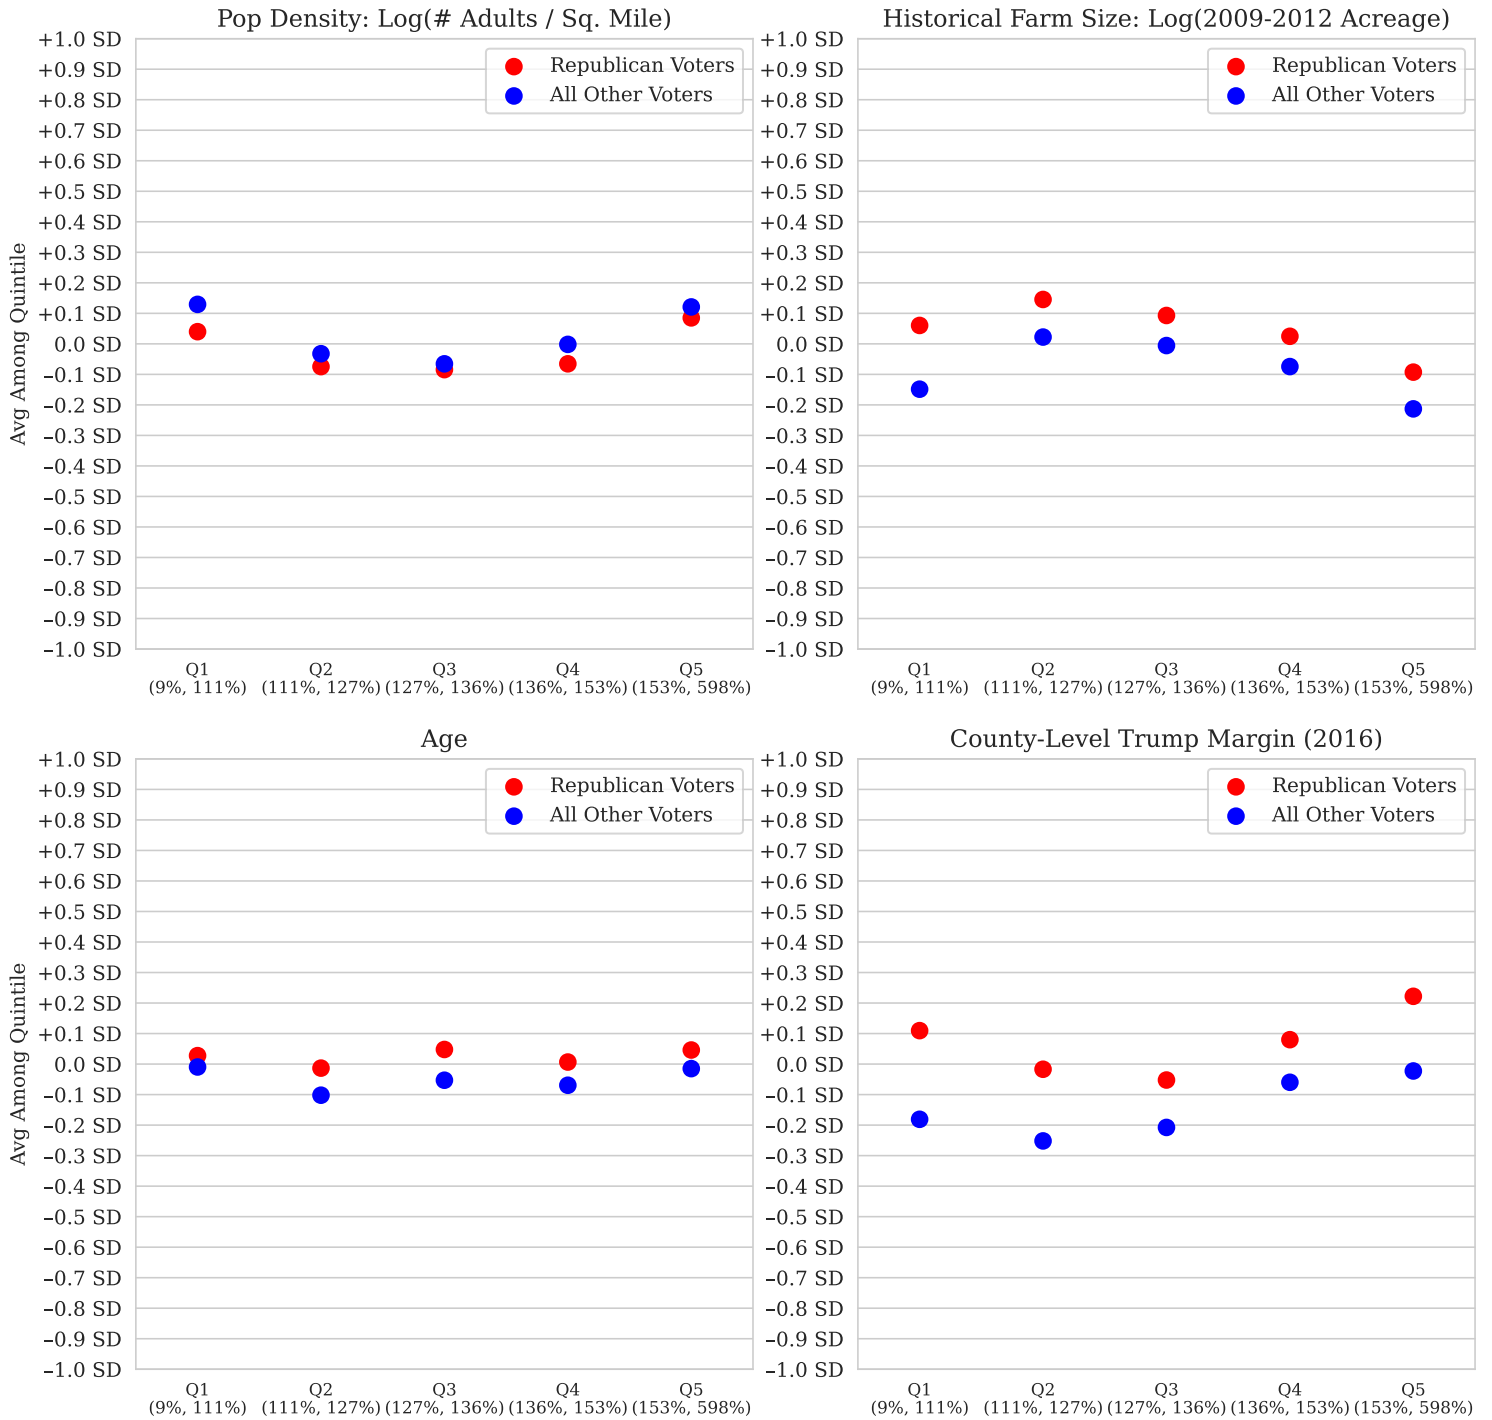 Pop Density: Log(# Adults / Sq. Mile)
+1.0 SD
+0.9 SD
+0.8 SD
+0.7 SD
+0.6 SD
+0.5 SD
+0.4 SD
+0.3 SD
+0.2 SD
+0.1 SD
0.0 SD
–0.1 SD
–0.2 SD
–0.3 SD
–0.4 SD
–0.5 SD
–0.6 SD
–0.7 SD
–0.8 SD
–0.9 SD
–1.0 SD
Avg Among Quintile
Republican Voters
All Other Voters
Q1 Q2 Q3 Q4 Q5
(9%, 111%) (111%, 127%) (127%, 136%) (136%, 153%) (153%, 598%)
Historical Farm Size: Log(2009-2012 Acreage)
+1.0 SD
+0.9 SD
+0.8 SD
+0.7 SD
+0.6 SD
+0.5 SD
+0.4 SD
+0.3 SD
+0.2 SD
+0.1 SD
0.0 SD
–0.1 SD
–0.2 SD
–0.3 SD
–0.4 SD
–0.5 SD
–0.6 SD
–0.7 SD
–0.8 SD
–0.9 SD
–1.0 SD
Republican Voters
All Other Voters
Q1 Q2 Q3 Q4 Q5
(9%, 111%) (111%, 127%) (127%, 136%) (136%, 153%) (153%, 598%)
Age
+1.0 SD
+0.9 SD
+0.8 SD
+0.7 SD
+0.6 SD
+0.5 SD
+0.4 SD
+0.3 SD
+0.2 SD
+0.1 SD
0.0 SD
–0.1 SD
–0.2 SD
–0.3 SD
–0.4 SD
–0.5 SD
–0.6 SD
–0.7 SD
–0.8 SD
–0.9 SD
–1.0 SD
Avg Among Quintile
Republican Voters
All Other Voters
Q1 Q2 Q3 Q4 Q5
(9%, 111%) (111%, 127%) (127%, 136%) (136%, 153%) (153%, 598%)
County-Level Trump Margin (2016)
+1.0 SD
+0.9 SD
+0.8 SD
+0.7 SD
+0.6 SD
+0.5 SD
+0.4 SD
+0.3 SD
+0.2 SD
+0.1 SD
0.0 SD
–0.1 SD
–0.2 SD
–0.3 SD
–0.4 SD
–0.5 SD
–0.6 SD
–0.7 SD
–0.8 SD
–0.9 SD
–1.0 SD
Republican Voters
All Other Voters
Q1 Q2 Q3 Q4 Q5
(9%, 111%) (111%, 127%) (127%, 136%) (136%, 153%) (153%, 598%)